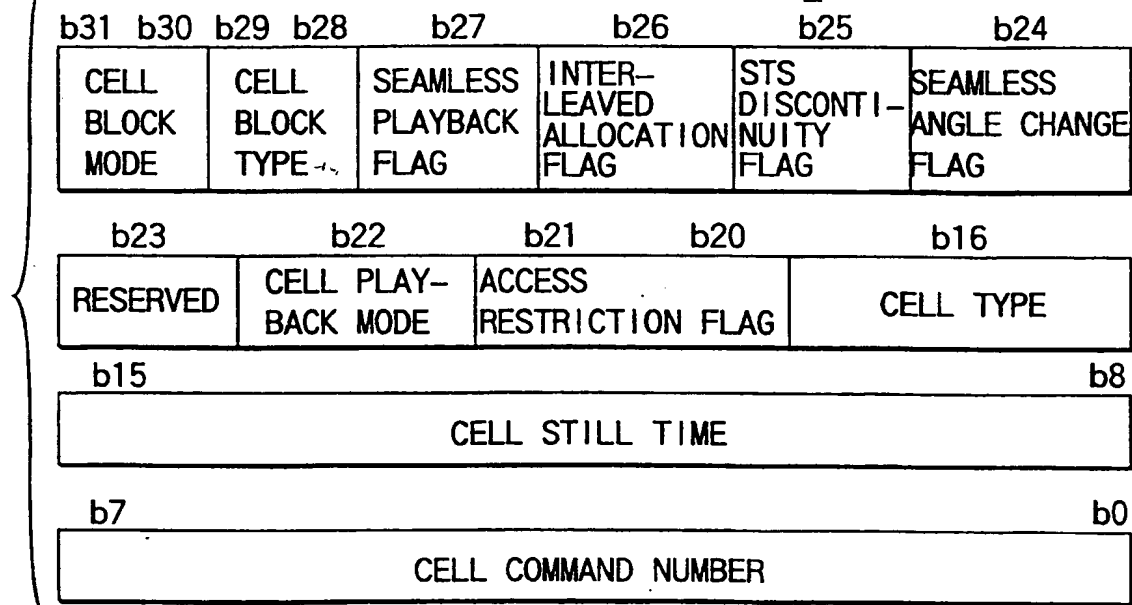 b31 b30 b29 b28 b27 b26 b25 b24
CELL BLOCK MODE
CELL BLOCK TYPE
SEAMLESS PLAYBACK FLAG
INTER- LEAVED ALLOCATION FLAG
STS DISCONTI- NUITY FLAG
SEAMLESS ANGLE CHANGE FLAG
b23 b22 b21 b20 b16
RESERVED
CELL PLAY- BACK MODE
ACCESS RESTRICTION FLAG
CELL TYPE
b15 b8
CELL STILL TIME
b7 b0
CELL COMMAND NUMBER